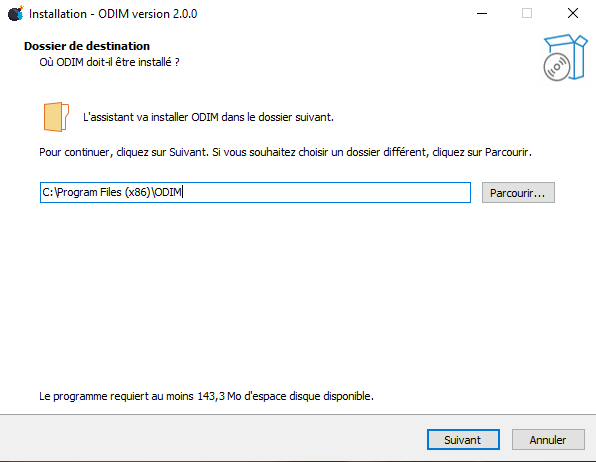 Installation - ODIM version 2.0.0
Dossier de destination
Où ODIM doit-il être installé ?
L'assistant va installer ODIM dans le dossier suivant.
Pour continuer, cliquez sur Suivant. Si vous souhaitez choisir un dossier différent, cliquez sur Parcourir.
C:\Program Files (x86)\ODIM
Parcourir...
Le programme requiert au moins 143,3 Mo d'espace disque disponible.
Suivant
Annuler